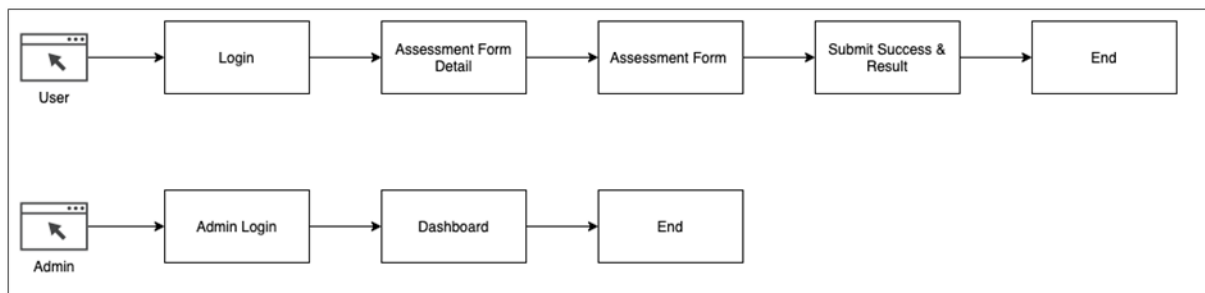 User
Login
Assessment Form
Detail
Assessment Form
Submit Success &
Result
End
Admin
Admin Login
Dashboard
End